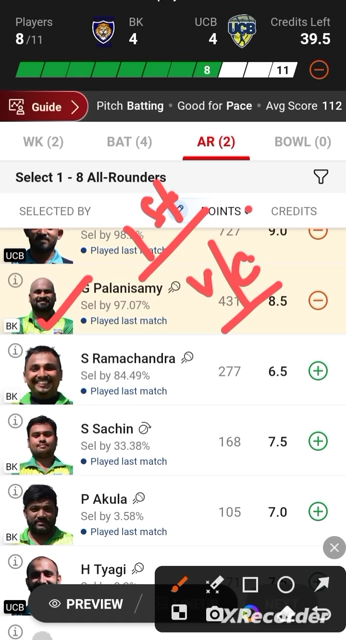 Players
BK
UCB
Credits Left
8 /11
4
4
39.5
8
11
Guide
Pitch Batting • Good for Pace • Avg Score 112
WK (2)
BAT (4)
AR (2)
BOWL (0)
Select 1 - 8 All-Rounders
SELECTED BY
POINTS
CREDITS
1st
v/c
Sel by 98.
727
9.0
UCB
Played last match
G Palanisamy
Sel by 97.07%
431
8.5
BK
Played last match
S Ramachandra
Sel by 84.49%
277
6.5
BK
Played last match
S Sachin
Sel by 33.38%
168
7.5
BK
Played last match
P Akula
Sel by 3.58%
105
7.0
BK
Played last match
H Tyagi
UCB
PREVIEW
XRecorder